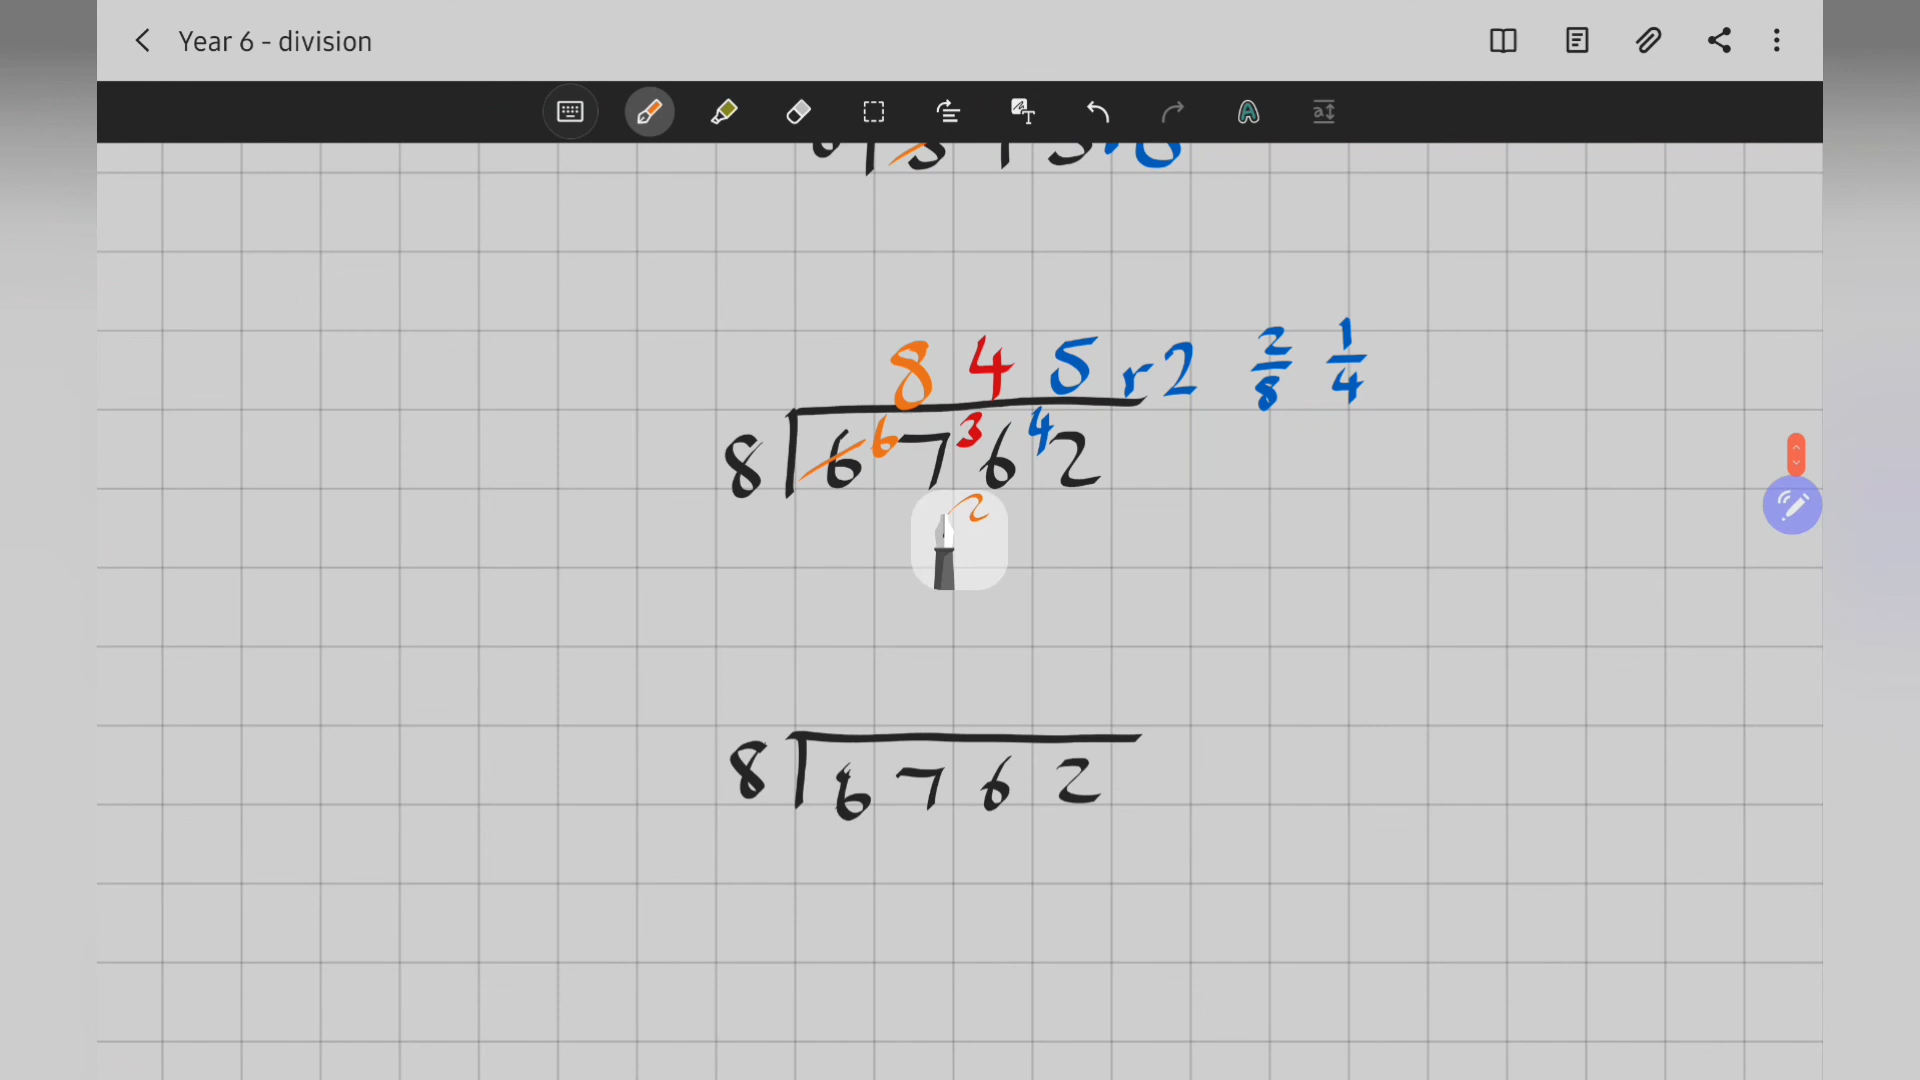 Year 6 - division
8 4 5 r 2 2/8 1/4
8 6 6 7 3 6 4 2
8 6 7 6 2